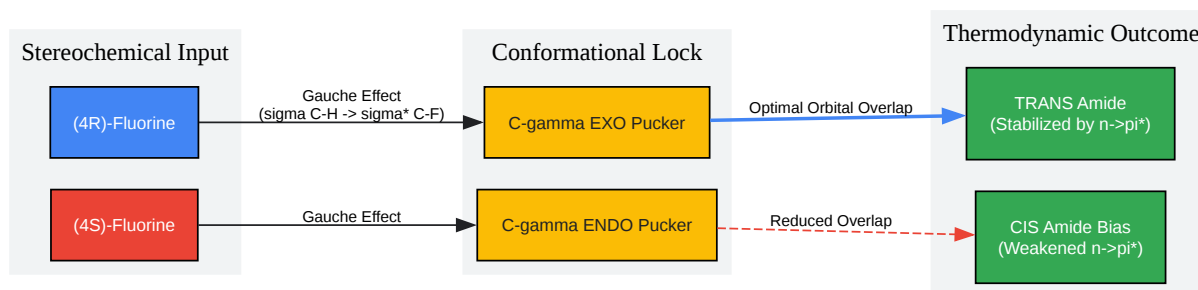 Stereochemical Input
Conformational Lock
Thermodynamic Outcome
(4R)-Fluorine
Gauche Effect
(sigma C-H -> sigma* C-F)
C-gamma EXO Pucker
Optimal Orbital Overlap
TRANS Amide
(Stabilized by n->pi*)
(4S)-Fluorine
Gauche Effect
C-gamma ENDO Pucker
Reduced Overlap
CIS Amide Bias
(Weakened n->pi*)